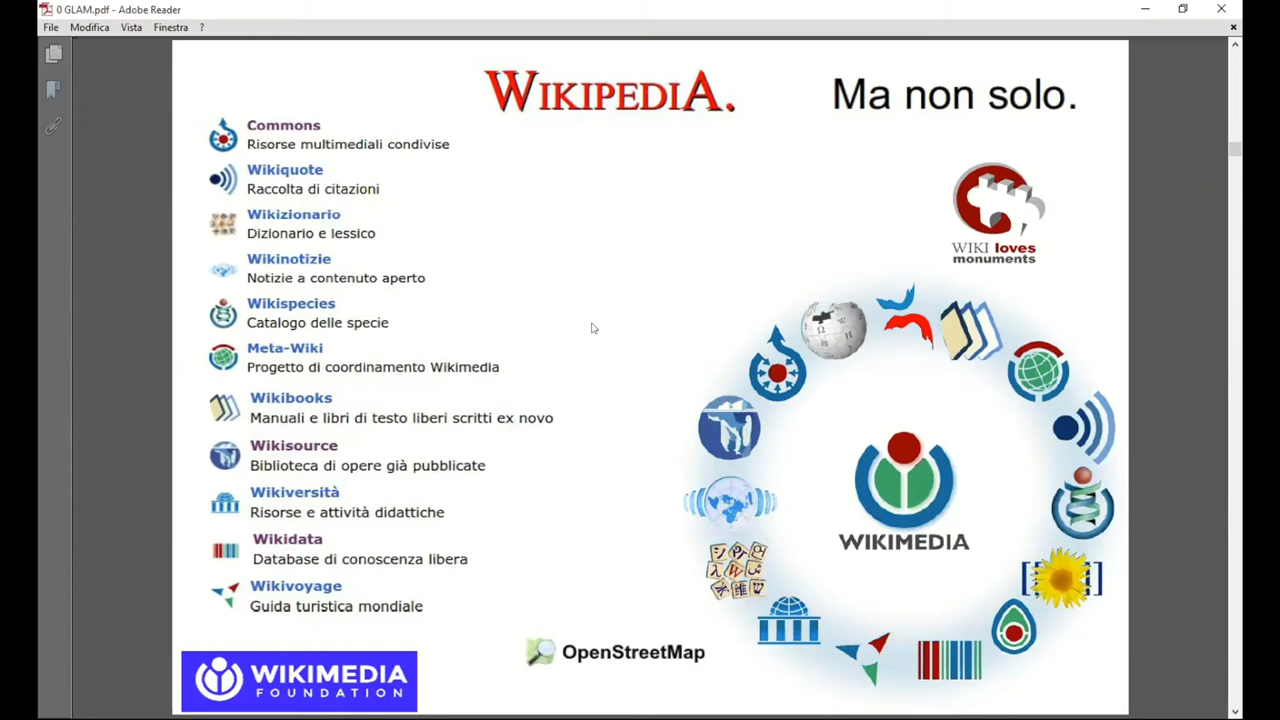 0 GLAM.pdf - Adobe Reader
File Modifica Vista Finestra ?
WIKIPEDIA. Ma non solo.
Commons
Risorse multimediali condivise
Wikiquote
Raccolta di citazioni
Wikizionario
Dizionario e lessico
Wikinotizie
Notizie a contenuto aperto
Wikispecies
Catalogo delle specie
Meta-Wiki
Progetto di coordinamento Wikimedia
Wikibooks
Manuali e libri di testo liberi scritti ex novo
Wikisource
Biblioteca di opere già pubblicate
Wikiversità
Risorse e attività didattiche
Wikidata
Database di conoscenza libera
Wikivoyage
Guida turistica mondiale
WIKIMEDIA
FOUNDATION
OpenStreetMap
WIKI loves
monuments
WIKIMEDIA